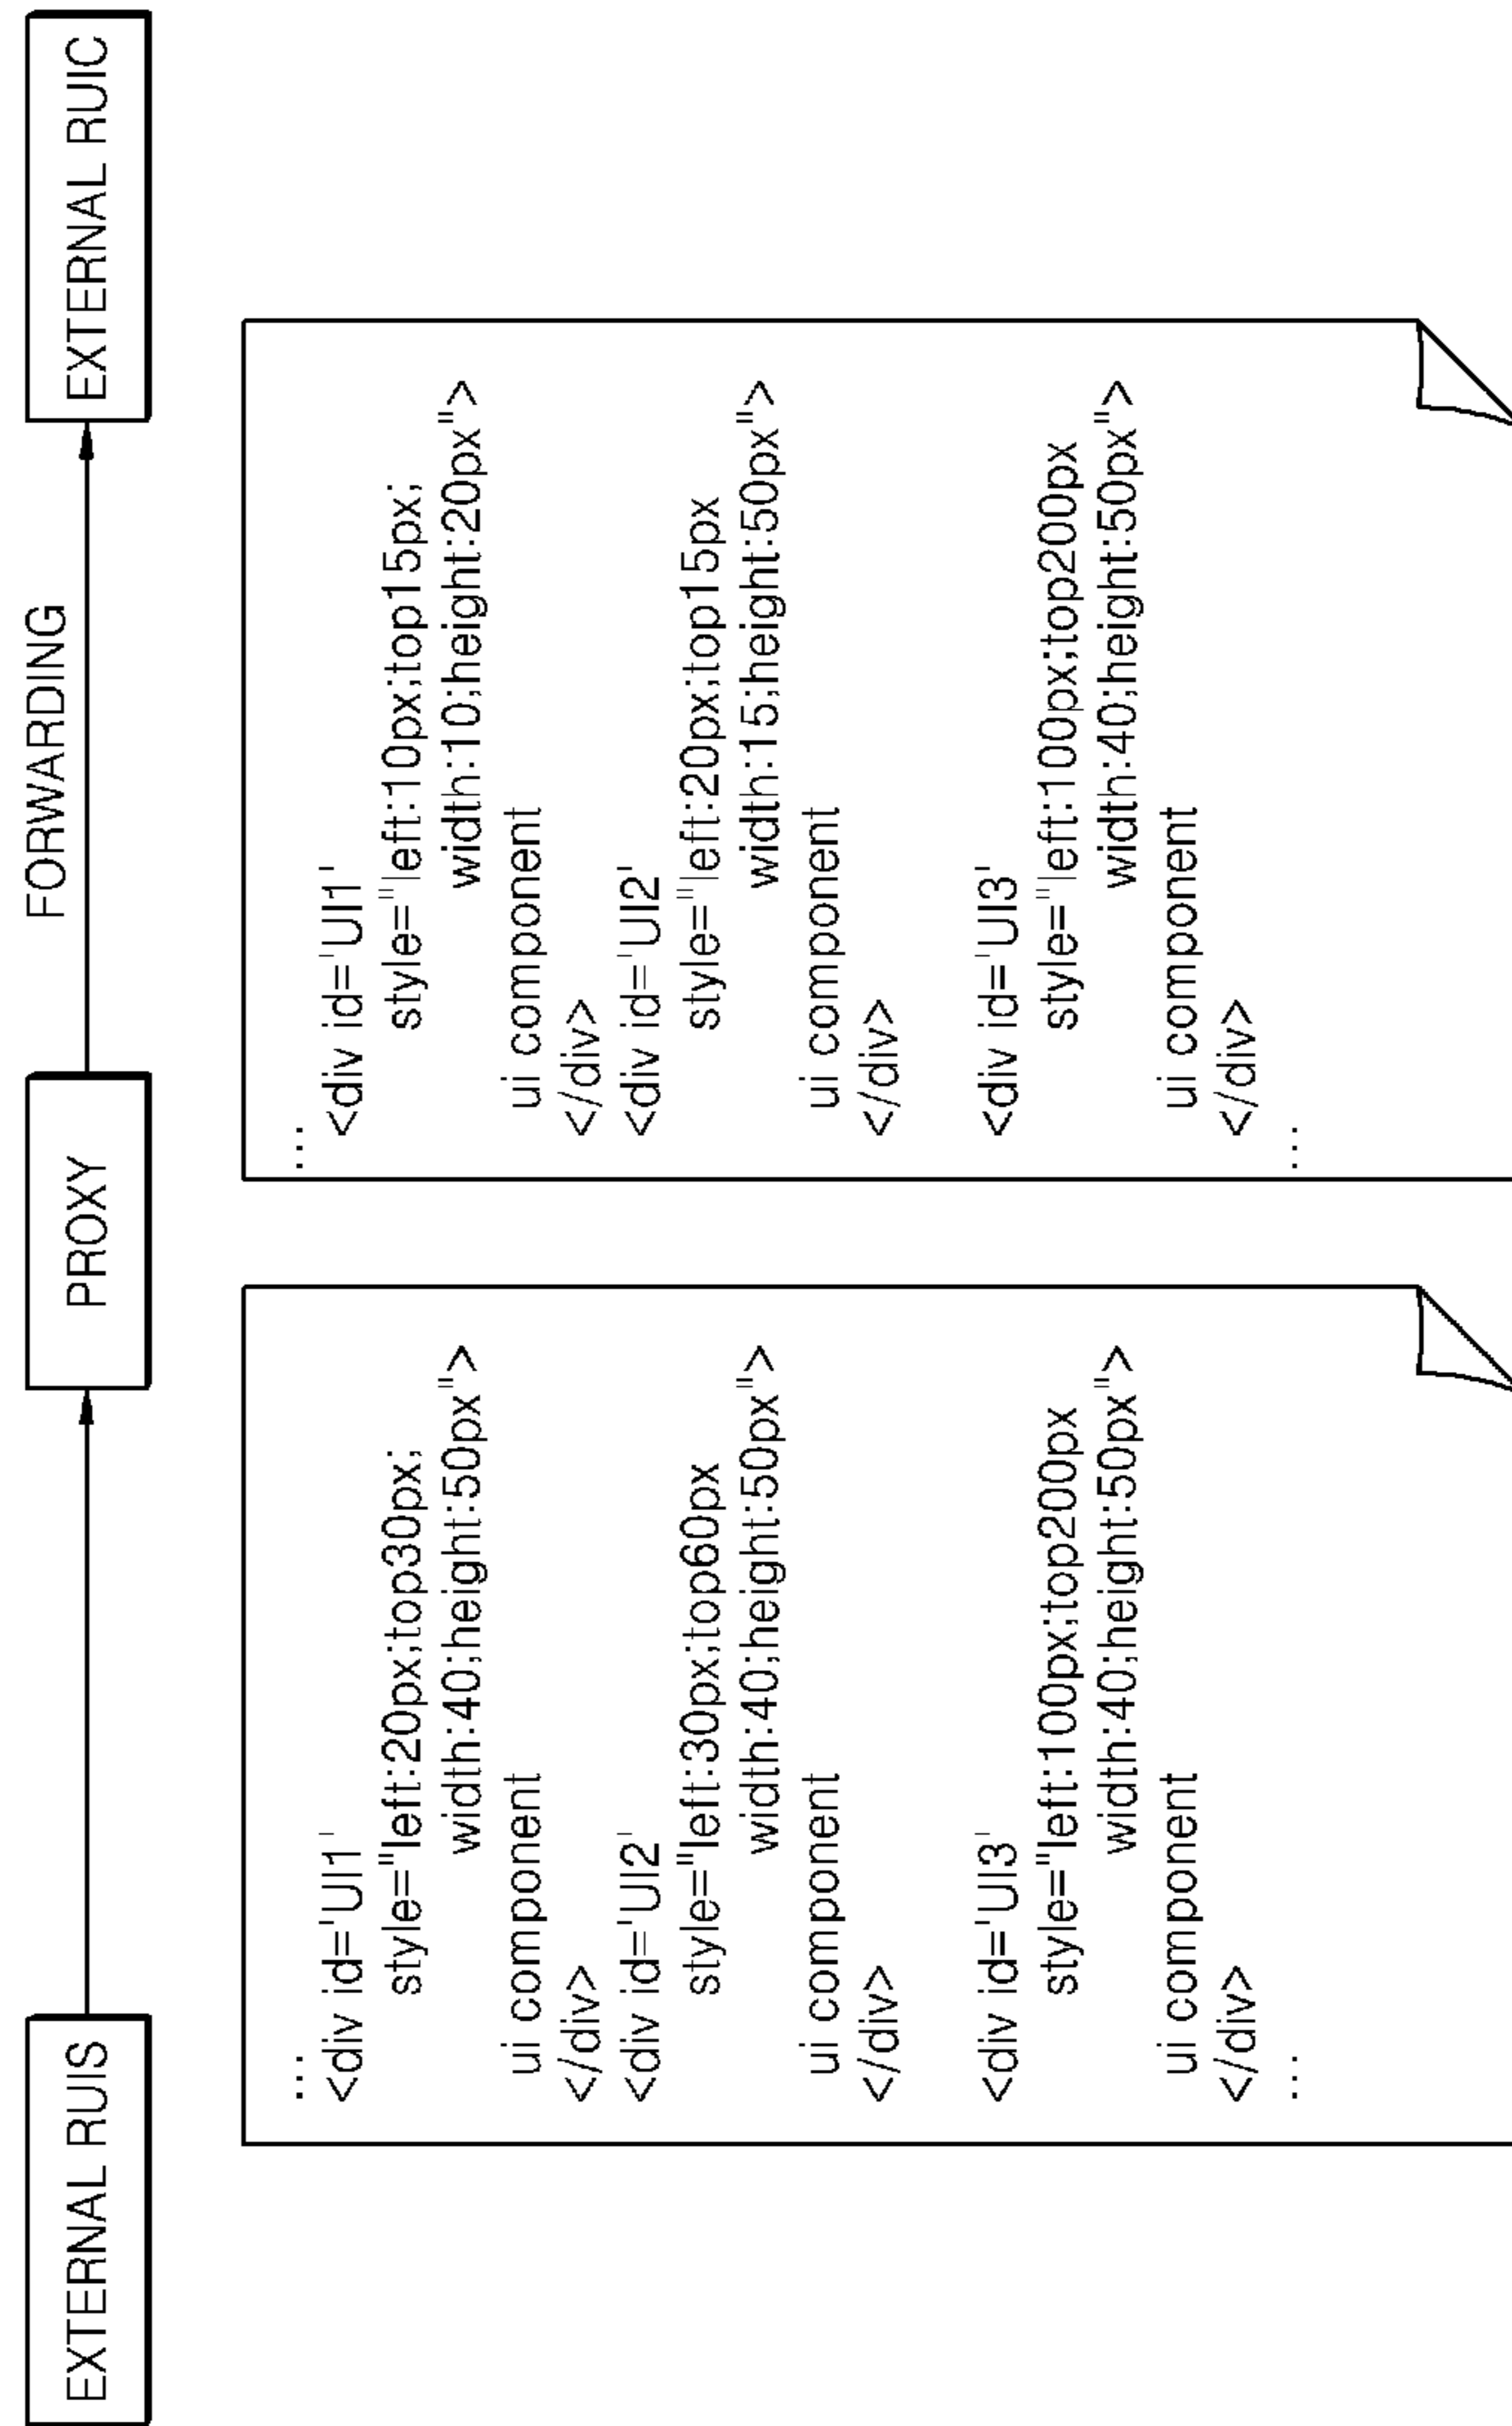 EXTERNAL RUIS
PROXY
FORWARDING
EXTERNAL RUIC
...
<div id='UI1'
style="left:20px;top30px;
width:40;height:50px">
ui component
</div>
<div id='UI2'
style="left:30px;top60px
width:40;height:50px">
ui component
</div>
<div id='UI3'
style="left:100px;top200px
width:40;height:50px">
ui component
</div>
...
...
<div id='UI1'
style="left:10px;top15px;
width:10;height:20px">
ui component
</div>
<div id='UI2'
style="left:20px;top15px
width:15;height:50px">
ui component
</div>
<div id='UI3'
style="left:100px;top200px
width:40;height:50px">
ui component
</div>
...